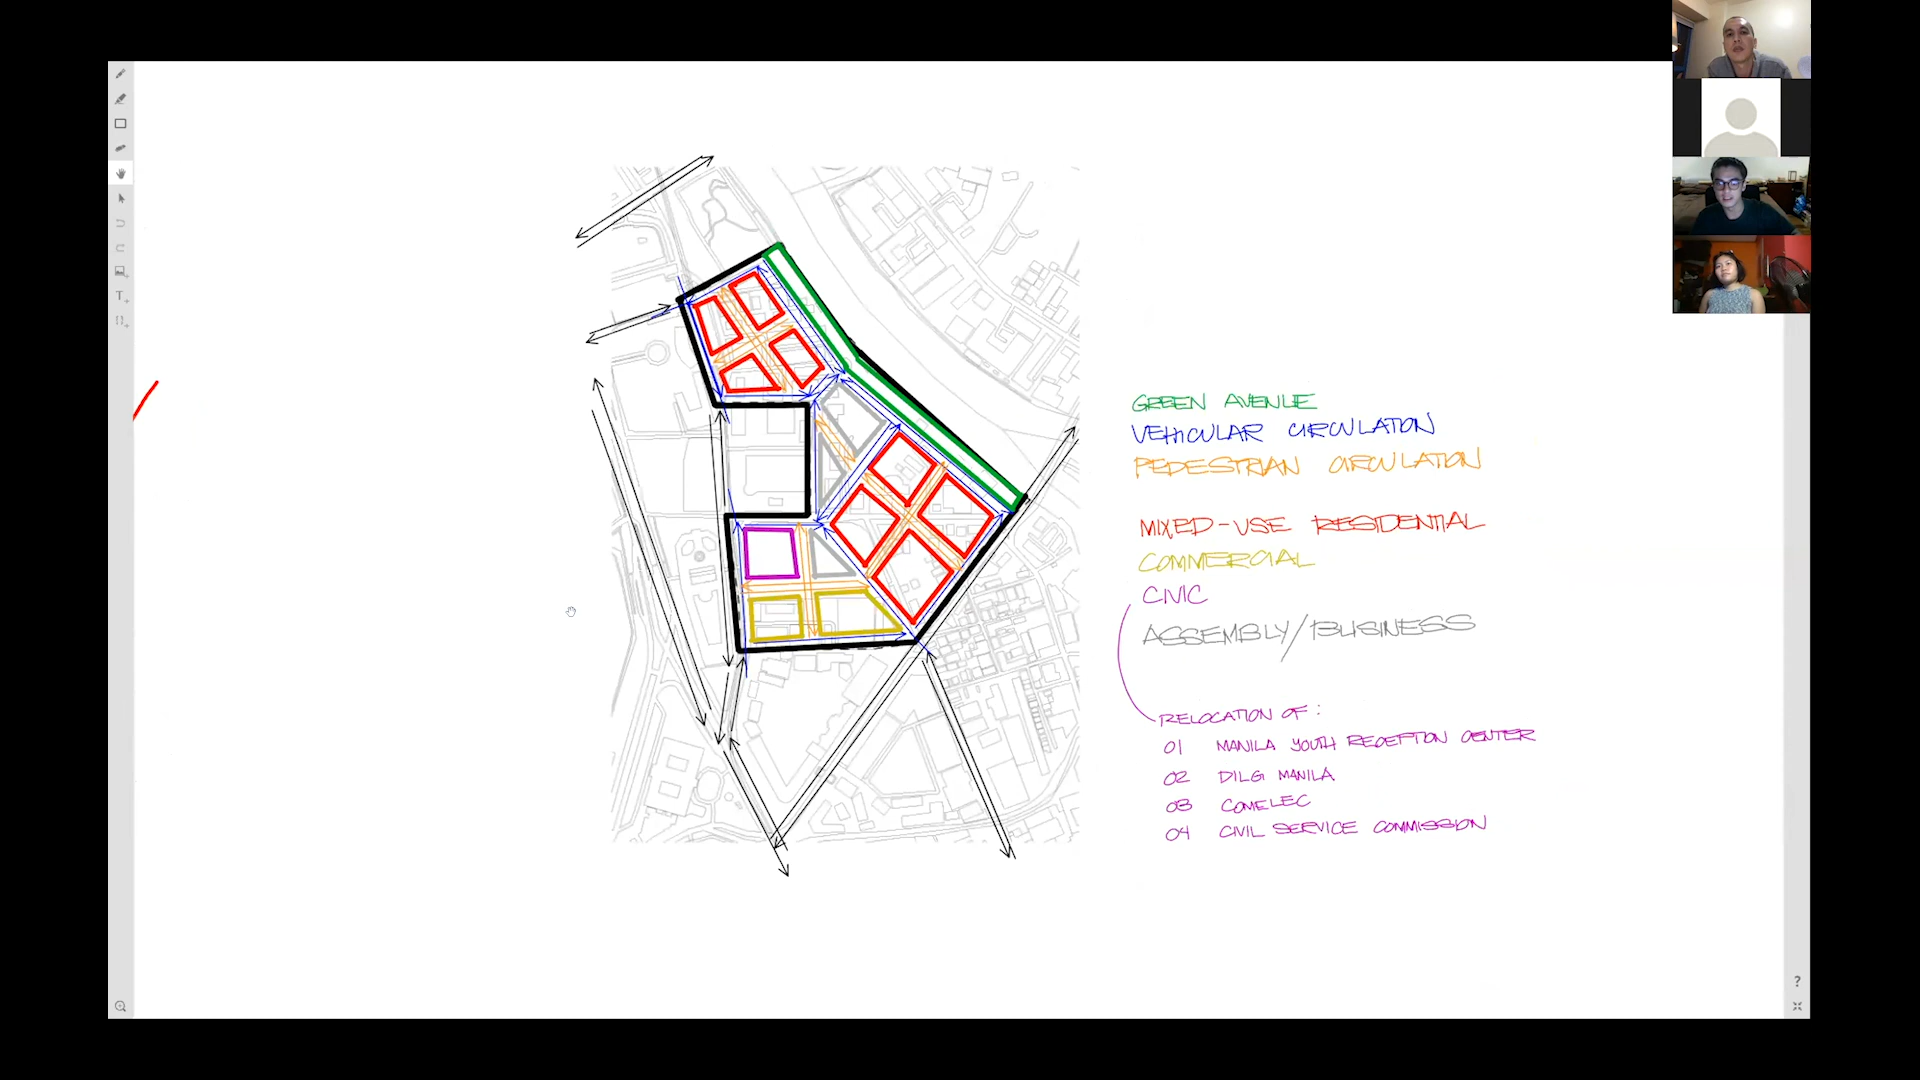 GREEN AVENUE
VEHICULAR CIRCULATION
PEDESTRIAN CIRCULATION
MIXED-USE RESIDENTIAL
COMMERCIAL
CIVIC
ASSEMBLY/BUSINESS
RELOCATION OF:
01 MANILA YOUTH RECEPTION CENTER
02 DILG MANILA
03 COMELEC
04 CIVIL SERVICE COMMISSION
T
?